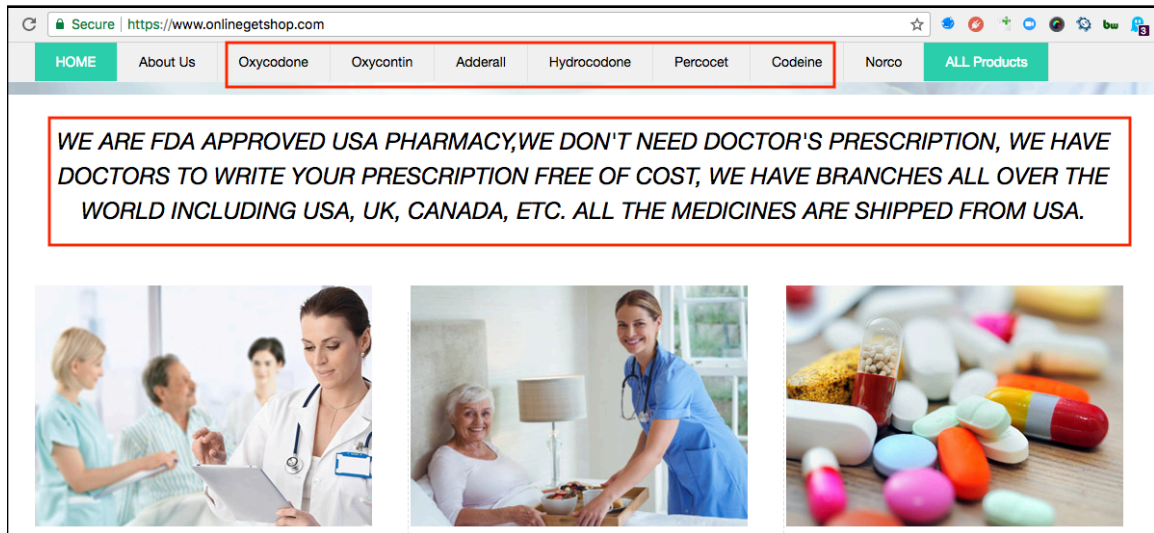 Secure | https://www.onlinegetshop.com
bw 3
HOME About Us Oxycodone Oxycontin Adderall Hydrocodone Percocet Codeine Norco ALL Products
WE ARE FDA APPROVED USA PHARMACY,WE DON'T NEED DOCTOR'S PRESCRIPTION, WE HAVE
DOCTORS TO WRITE YOUR PRESCRIPTION FREE OF COST, WE HAVE BRANCHES ALL OVER THE
WORLD INCLUDING USA, UK, CANADA, ETC. ALL THE MEDICINES ARE SHIPPED FROM USA.